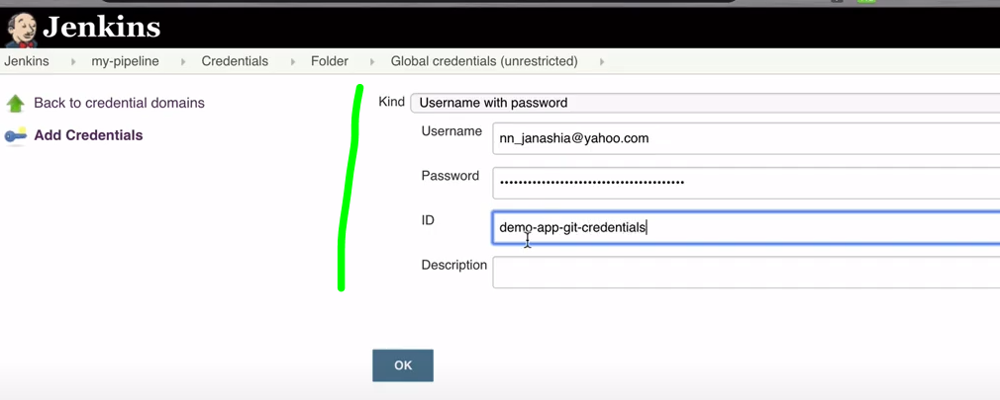 Jenkins
Jenkins my-pipeline Credentials Folder Global credentials (unrestricted)
Back to credential domains
Add Credentials
Kind Username with password
Username nn_janashia@yahoo.com
Password ••••••••••••••••••••••••••••••••••••••••
ID demo-app-git-credentials
Description
OK